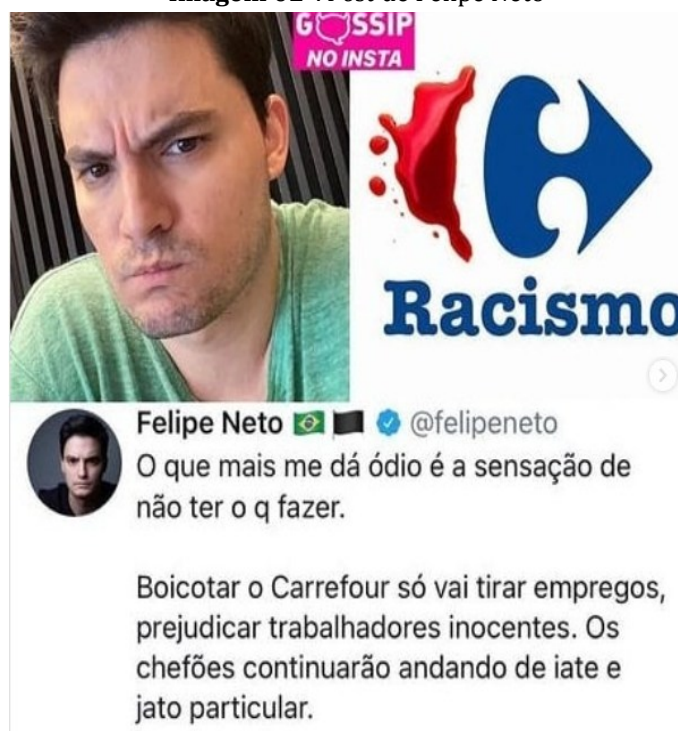 GOSSIP
NO INSTA
Racismo
Felipe Neto @felipeneto
O que mais me dá ódio é a sensação de
não ter o q fazer.
Boicotar o Carrefour só vai tirar empregos,
prejudicar trabalhadores inocentes. Os
chefões continuarão andando de iate e
jato particular.